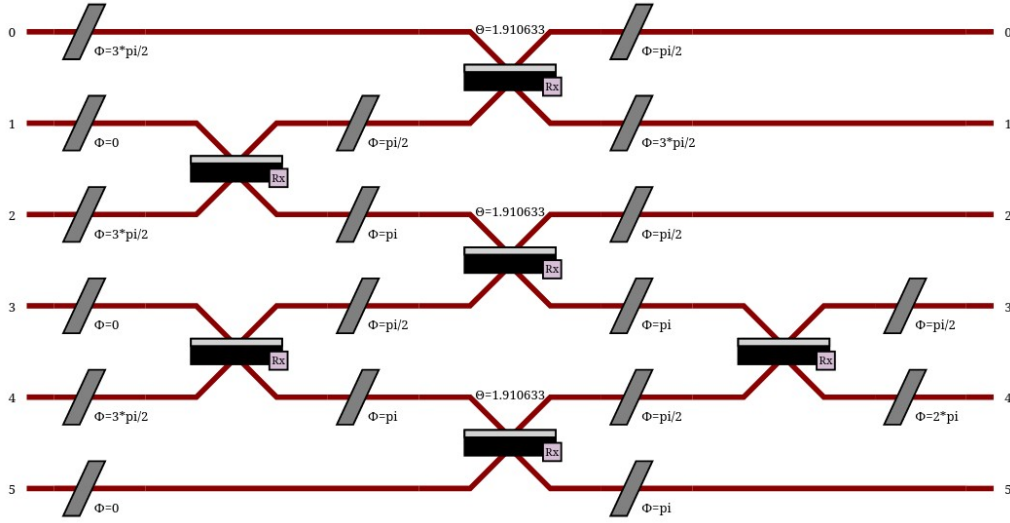 0 Θ=1.910633 0
Φ=3*pi/2 Rx Φ=pi/2
1 1
Φ=0 Φ=pi/2 Φ=3*pi/2
Rx
2 Θ=1.910633 2
Φ=3*pi/2 Φ=pi Φ=pi/2
Rx
3 3
Φ=0 Φ=pi/2 Φ=pi Φ=pi/2
Rx Rx
4 Θ=1.910633 4
Φ=3*pi/2 Φ=pi Φ=pi/2 Φ=2*pi
Rx
5 5
Φ=0 Φ=pi